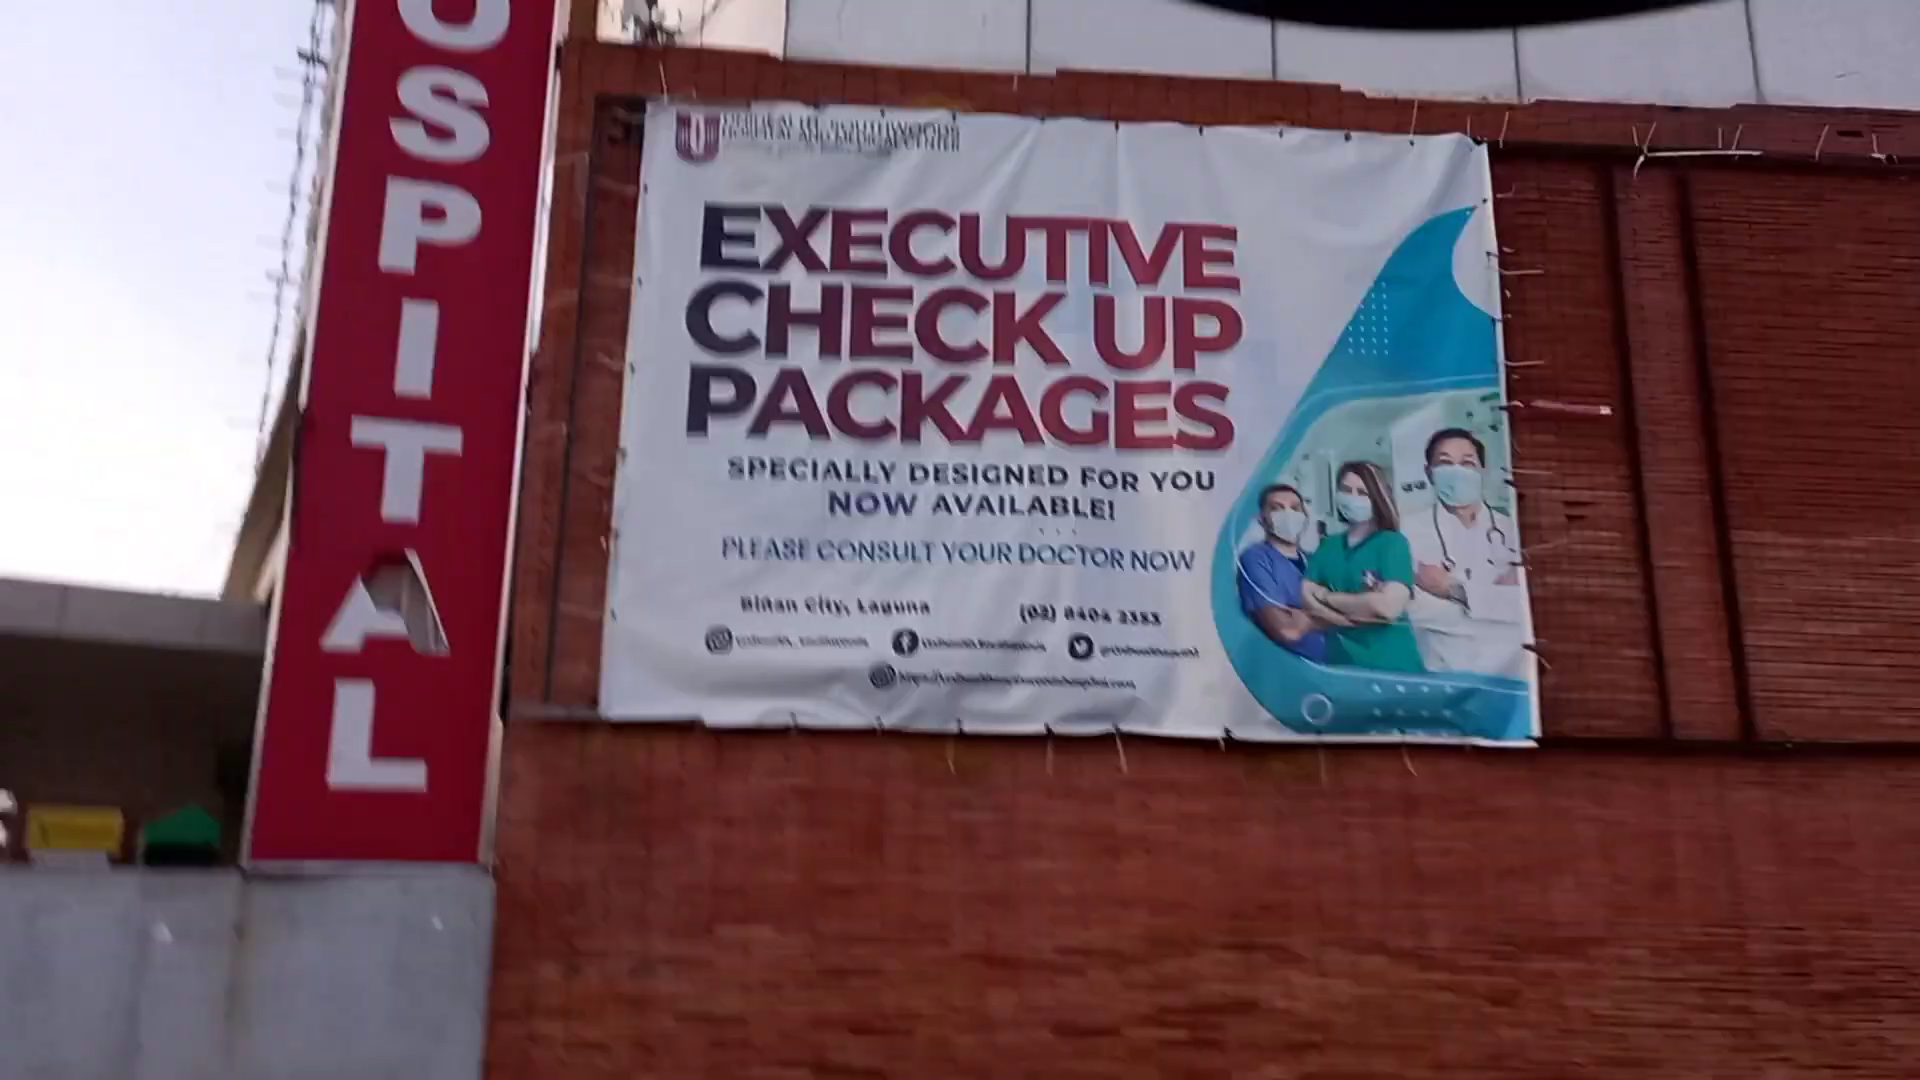 OSPITAL
EXECUTIVE
CHECK UP
PACKAGES
SPECIALLY DESIGNED FOR YOU
NOW AVAILABLE!
PLEASE CONSULT YOUR DOCTOR NOW
Biñan City, Laguna
(02) 8404 2353